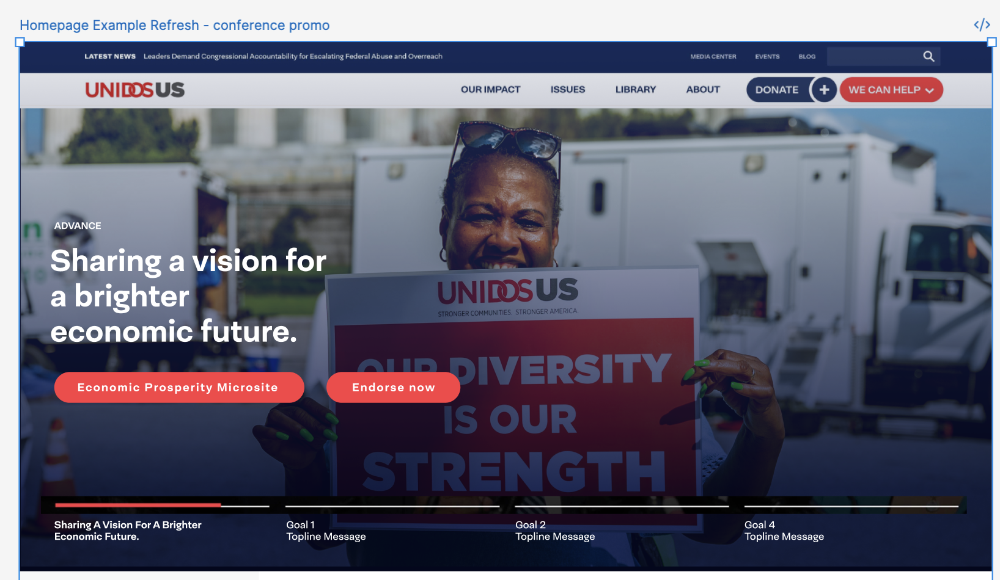 Homepage Example Refresh - conference promo
LATEST NEWS Leaders Demand Congressional Accountability for Escalating Federal Abuse and Overreach
MEDIA CENTER EVENTS BLOG
UNIDOSUS
OUR IMPACT ISSUES LIBRARY ABOUT DONATE + WE CAN HELP
ADVANCE
Sharing a vision for
a brighter
economic future.
Economic Prosperity Microsite
Endorse now
UNIDOSUS
STRONGER COMMUNITIES. STRONGER AMERICA.
OUR DIVERSITY
IS OUR
STRENGTH
Sharing A Vision For A Brighter
Economic Future.
Goal 1
Topline Message
Goal 2
Topline Message
Goal 4
Topline Message